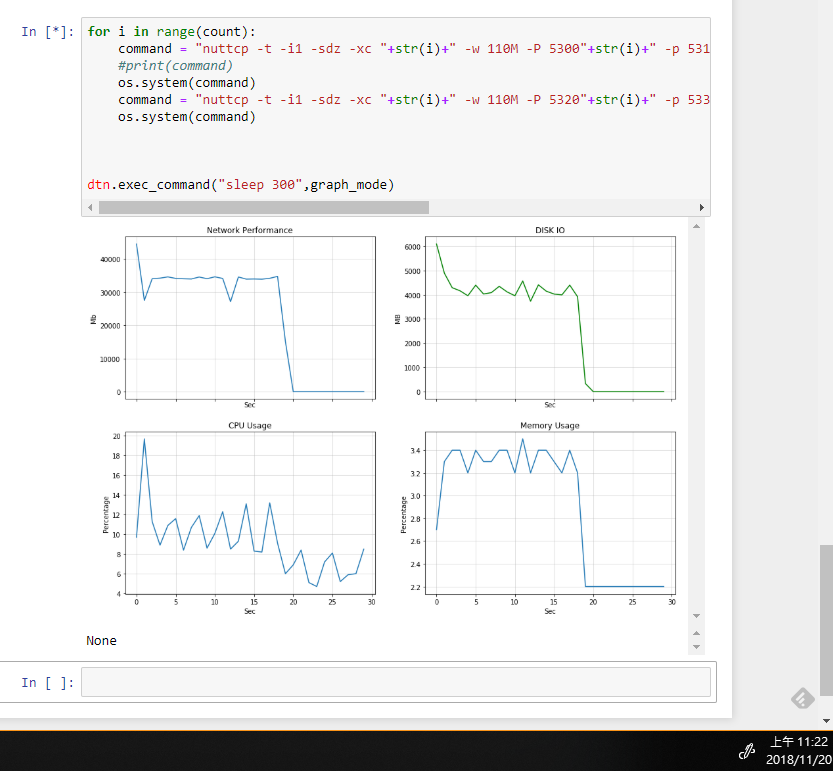 In [*]: for i in range(count):
command = "nuttcp -t -i1 -sdz -xc "+str(i)+" -w 110M -P 5300"+str(i)+" -p 531
#print(command)
os.system(command)
command = "nuttcp -t -i1 -sdz -xc "+str(i)+" -w 110M -P 5320"+str(i)+" -p 533
os.system(command)
dtn.exec_command("sleep 300",graph_mode)
Network Performance
40000
30000
20000
10000
0
Mb
Sec
DISK IO
6000
5000
4000
3000
2000
1000
0
MB
Sec
CPU Usage
20
18
16
14
12
10
8
6
4
Percentage
0 5 10 15 20 25 30
Sec
Memory Usage
3.4
3.2
3.0
2.8
2.6
2.4
2.2
Percentage
0 5 10 15 20 25 30
Sec
None
In [ ]:
上午 11:22
2018/11/20